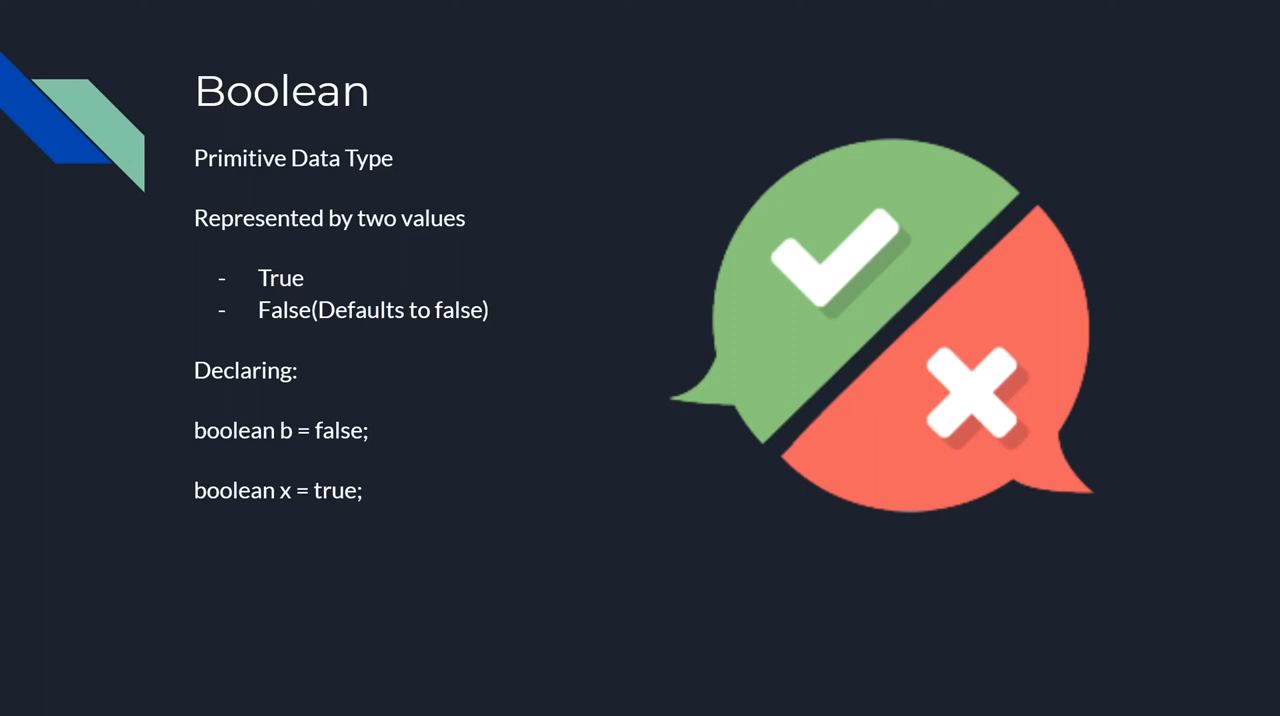 Boolean
Primitive Data Type
Represented by two values
- True
- False(Defaults to false)
Declaring:
boolean b = false;
boolean x = true;